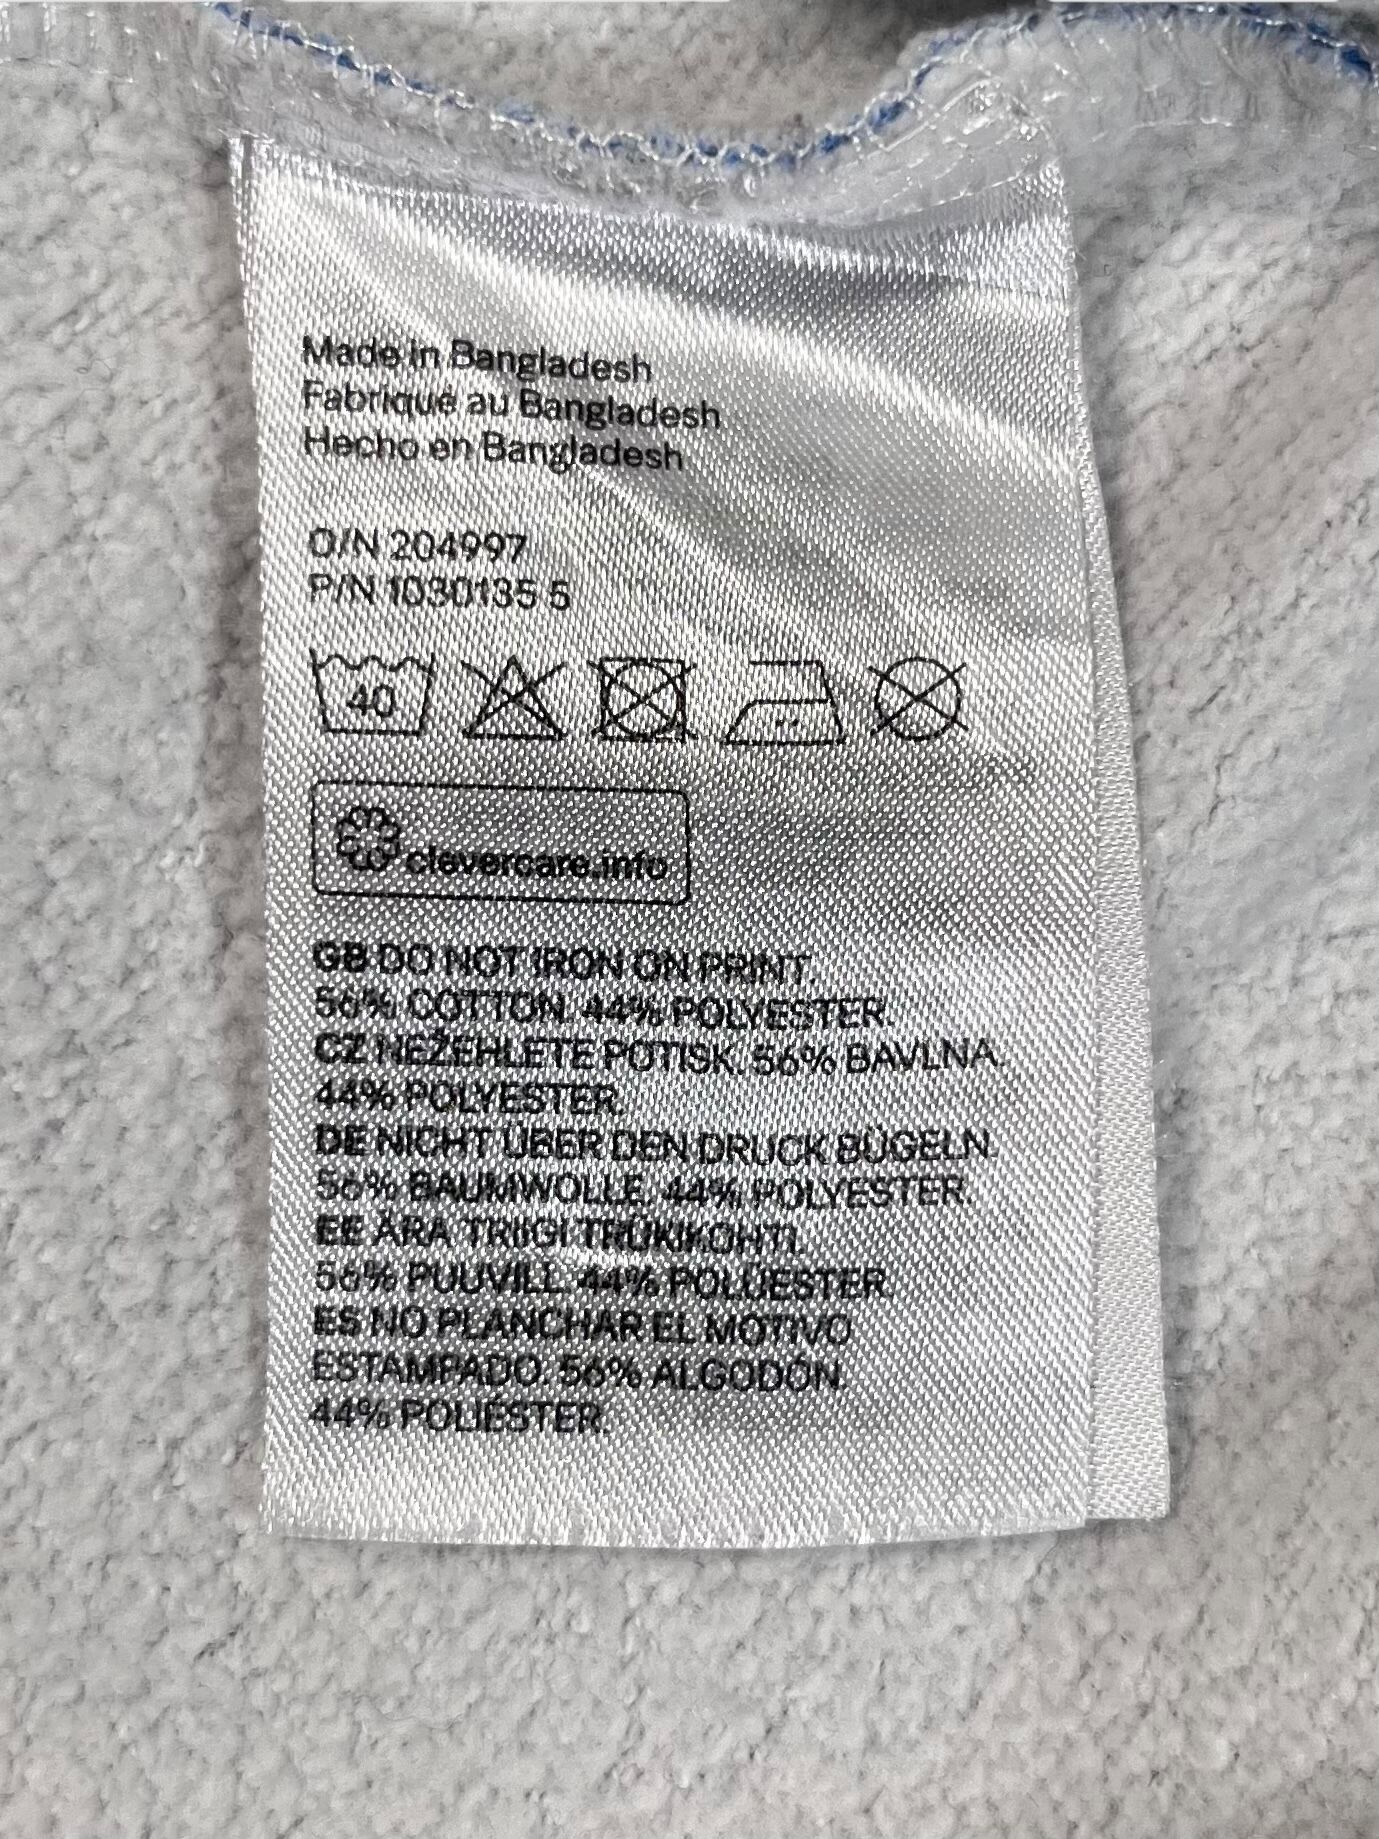 Made in Bangladesh
Fabriqué au Bangladesh
Hecho en Bangladesh
O/N 204997
P/N 1030135 5
40
clevercare.info
GB DO NOT IRON ON PRINT.
56% COTTON. 44% POLYESTER.
CZ NEŽEHLETE POTISK. 56% BAVLNA.
44% POLYESTER.
DE NICHT ÜBER DEN DRUCK BÜGELN.
56% BAUMWOLLE. 44% POLYESTER.
EE ÄRA TRIIGI TRÜKIKOHTI.
56% PUUVILL. 44% POLÜESTER.
ES NO PLANCHAR EL MOTIVO
ESTAMPADO. 56% ALGODÓN.
44% POLIÉSTER.